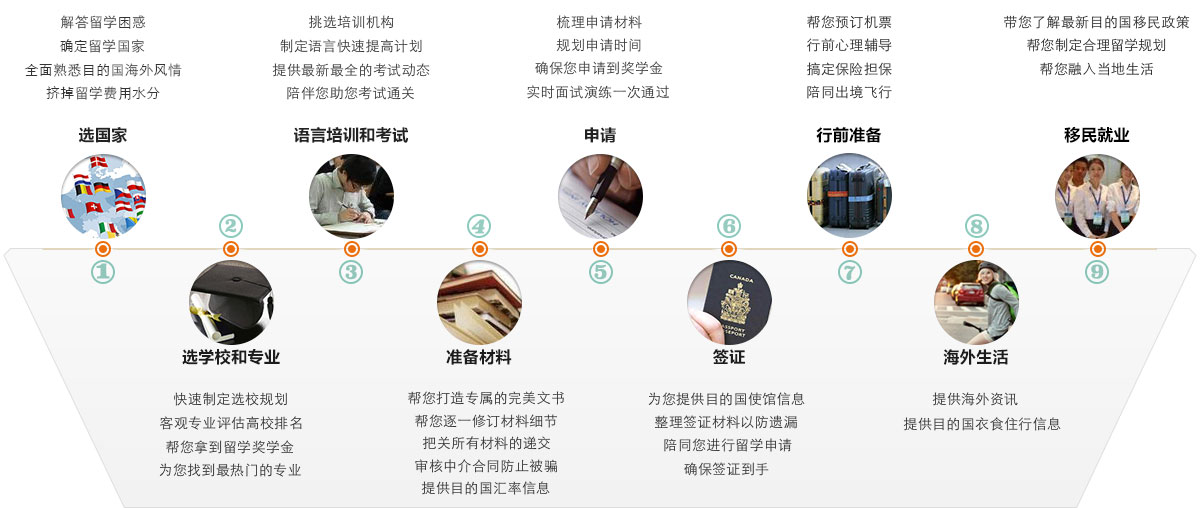 解答留学困惑
确定留学国家
全面熟悉目的国海外风情
挤掉留学费用水分
选国家
1
2
选学校和专业
快速制定选校规划
客观专业评估高校排名
帮您拿到留学奖学金
为您找到最热门的专业
挑选培训机构
制定语言快速提高计划
提供最新最全的考试动态
陪伴您助您考试通关
语言培训和考试
3
4
准备材料
帮您打造专属的完美文书
帮您逐一修订材料细节
把关所有材料的递交
审核中介合同防止被骗
提供目的国汇率信息
梳理申请材料
规划申请时间
确保您申请到奖学金
实时面试演练一次通过
申请
5
6
CANADA
PASSPORT
签证
为您提供目的国使馆信息
整理签证材料以防遗漏
陪同您进行留学申请
确保签证到手
帮您预订机票
行前心理辅导
搞定保险担保
陪同出境飞行
行前准备
7
8
海外生活
提供海外资讯
提供目的国衣食住行信息
带您了解最新目的国移民政策
帮您制定合理留学规划
帮您融入当地生活
移民就业
9